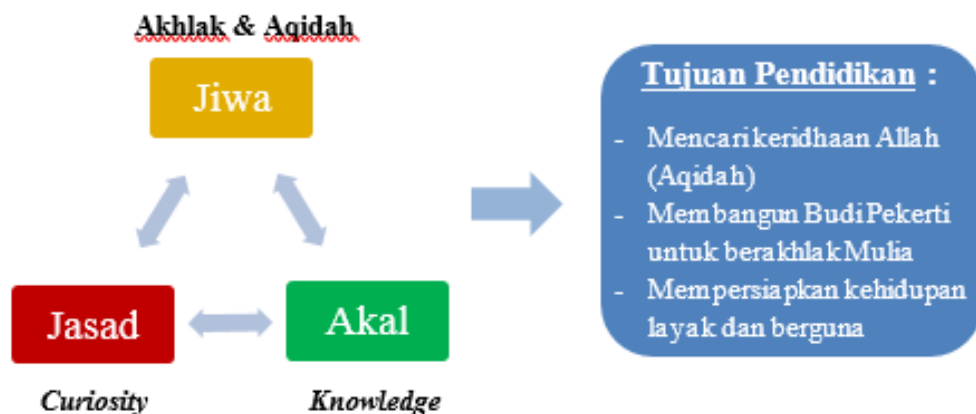 Akhlak & Aqidah
Jiwa
Jasad
Akal
Curiosity
Knowledge
Tujuan Pendidikan :
- Mencari keridhaan Allah
(Aqidah)
- Membangun Budi Pekerti
untuk berakhlak Mulia
- Mempersiapkan kehidupan
layak dan berguna